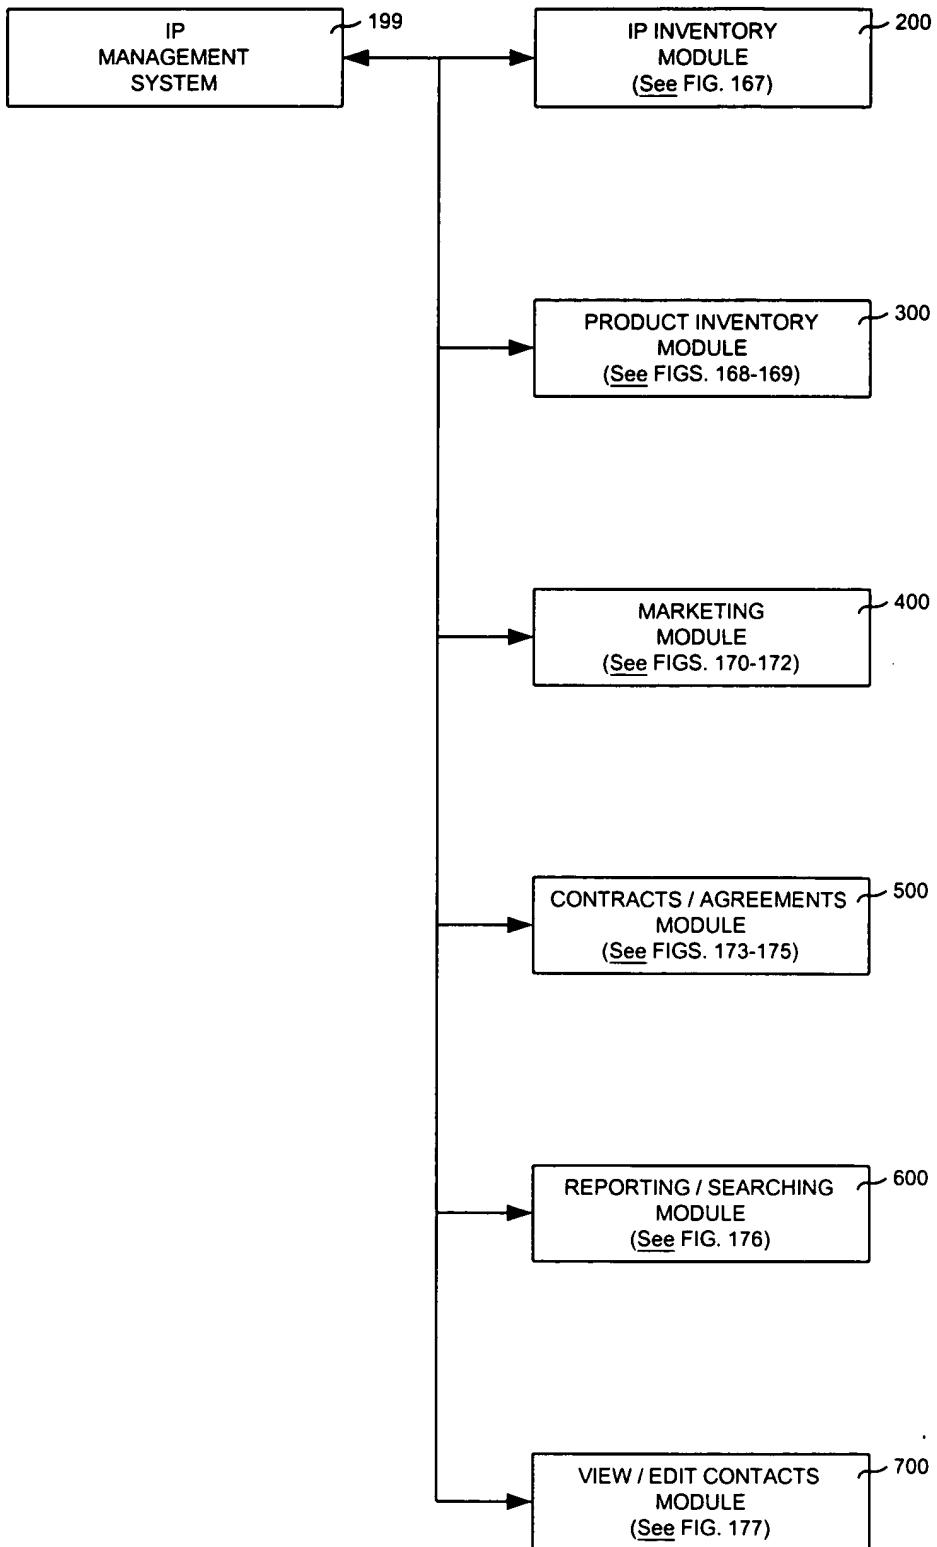 IP
MANAGEMENT
SYSTEM
199
IP INVENTORY
MODULE
(See FIG. 167)
200
PRODUCT INVENTORY
MODULE
(See FIGS. 168-169)
300
MARKETING
MODULE
(See FIGS. 170-172)
400
CONTRACTS / AGREEMENTS
MODULE
(See FIGS. 173-175)
500
REPORTING / SEARCHING
MODULE
(See FIG. 176)
600
VIEW / EDIT CONTACTS
MODULE
(See FIG. 177)
700